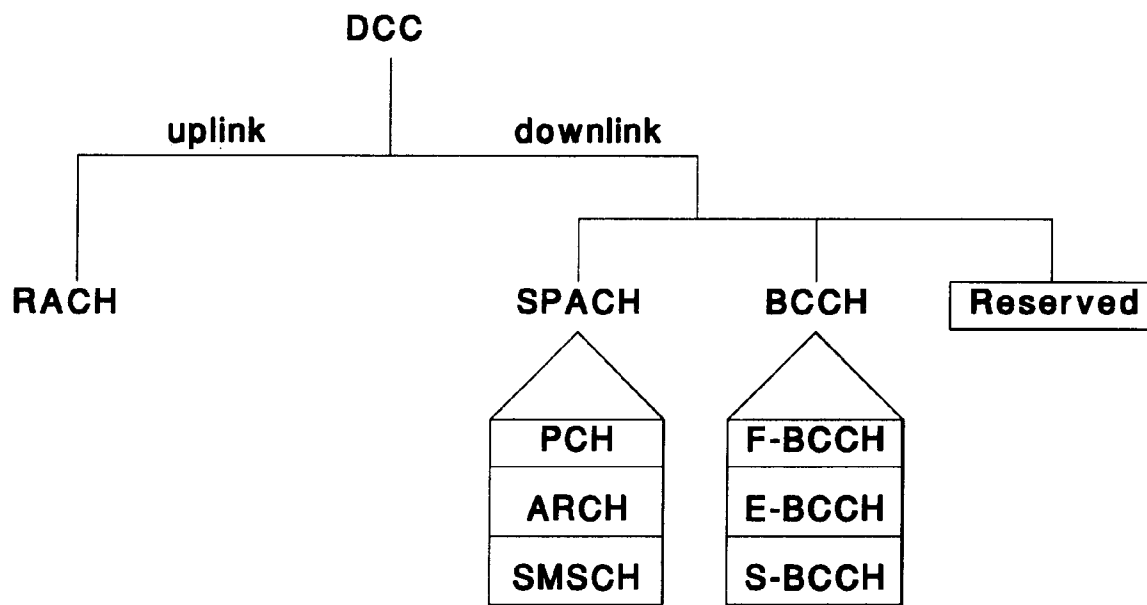 DCC
uplink downlink
RACH SPACH BCCH Reserved
PCH F-BCCH
ARCH E-BCCH
SMSCH S-BCCH